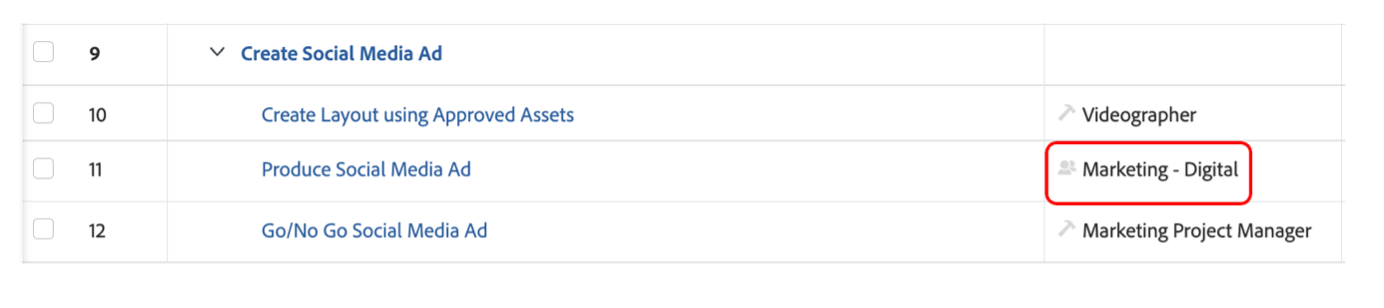 9 Create Social Media Ad
10 Create Layout using Approved Assets Videographer
11 Produce Social Media Ad Marketing - Digital
12 Go/No Go Social Media Ad Marketing Project Manager